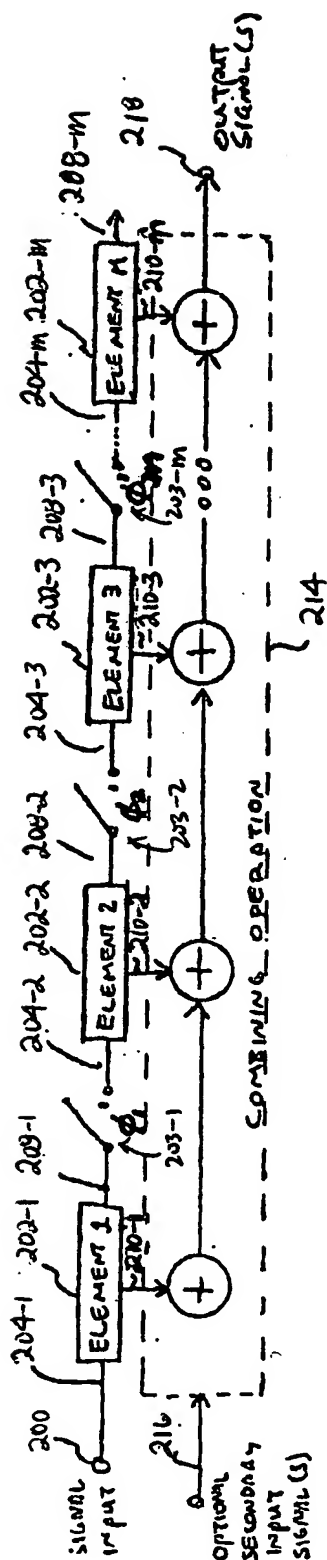 SIGNAL
INPUT
200
204-1
202-1
ELEMENT 1
208-1
210-1
Φ1
203-1
204-2
202-2
ELEMENT 2
208-2
210-2
Φ2
203-2
204-3
202-3
ELEMENT 3
208-3
210-3
203-m
204-m
202-m
ELEMENT M
208-m
210-m
218
OUTPUT
SIGNAL(S)
OPTIONAL
SECONDARY
INPUT
SIGNAL(S)
216
COMBINING OPERATION
214
+
+
+
+